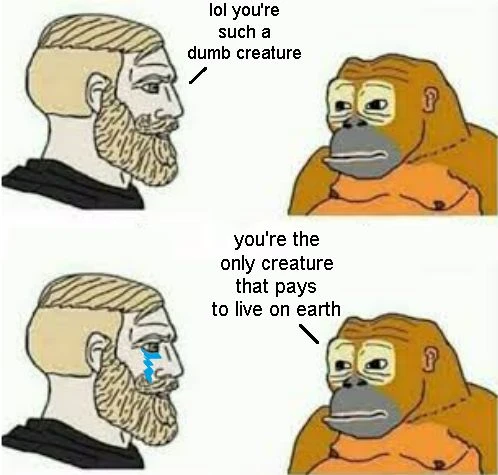 lol you're
such a
dumb creature
you're the
only creature
that pays
to live on earth